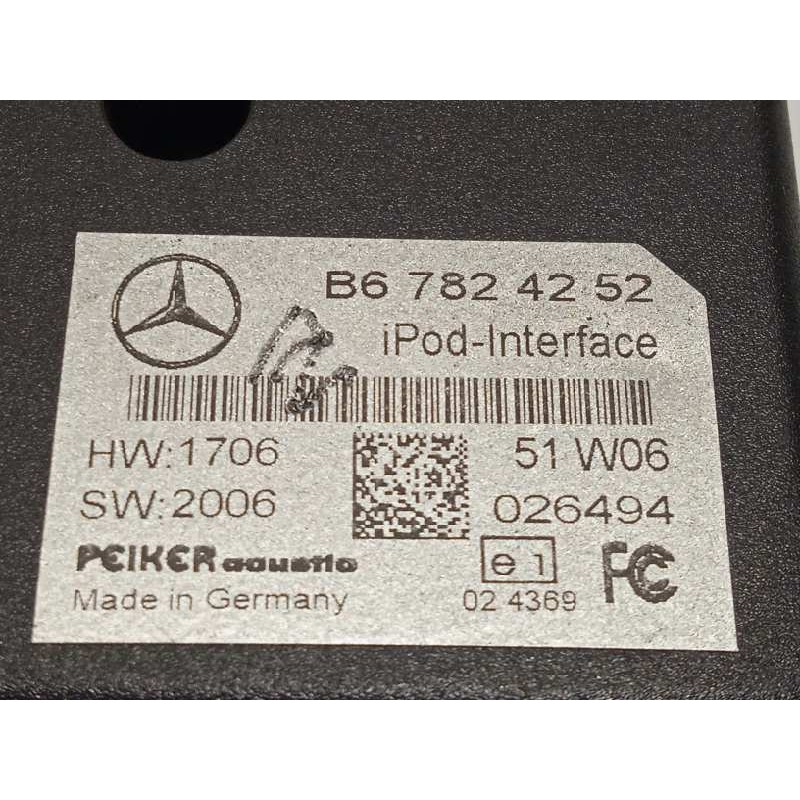 B6 782 42 52
iPod-Interface
HW:1706
51 W06
SW:2006
026494
PEIKER acustic
e 1
FC
Made in Germany
02 4369